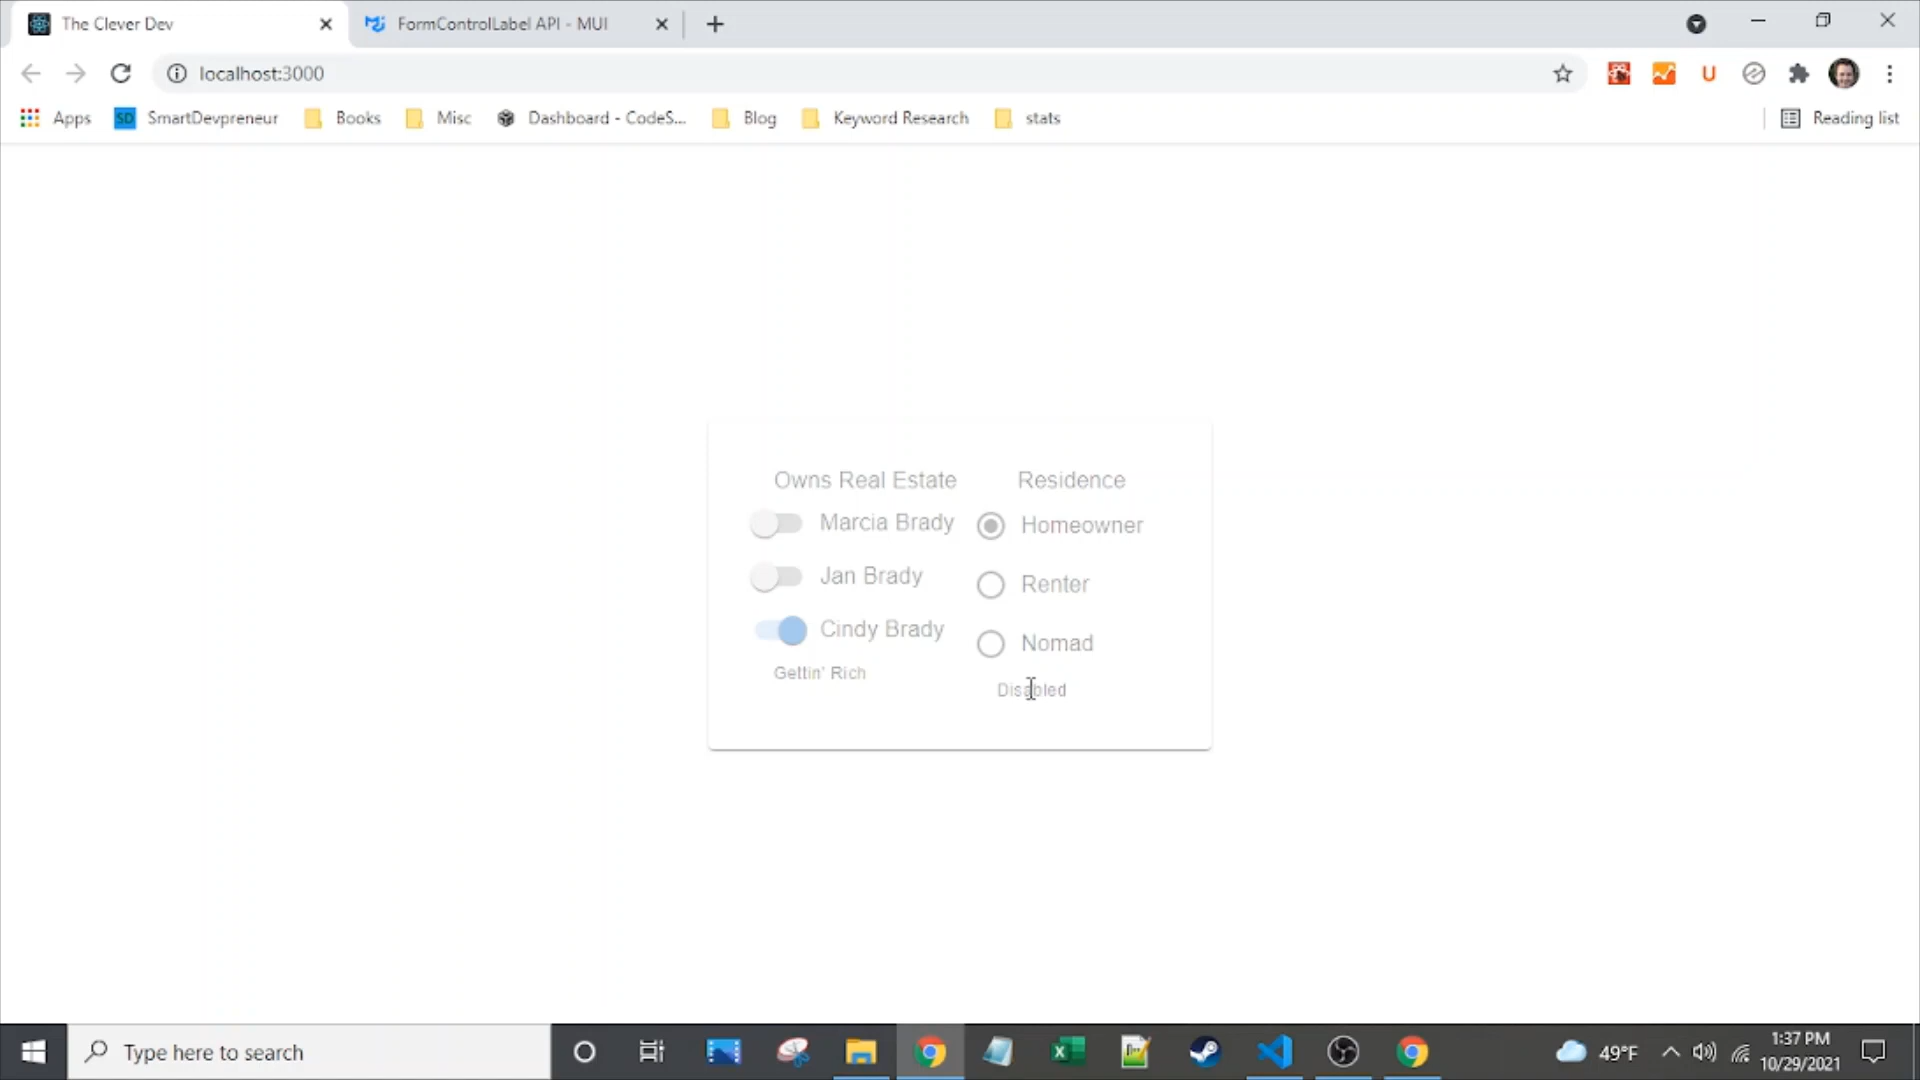 The Clever Dev
FormControlLabel API - MUI
localhost:3000
Apps
SD SmartDevpreneur
Books
Misc
Dashboard - CodeS...
Blog
Keyword Research
stats
Reading list
Owns Real Estate
Residence
Marcia Brady
Homeowner
Jan Brady
Renter
Cindy Brady
Nomad
Gettin' Rich
Disabled
Type here to search
49°F
1:37 PM
10/29/2021